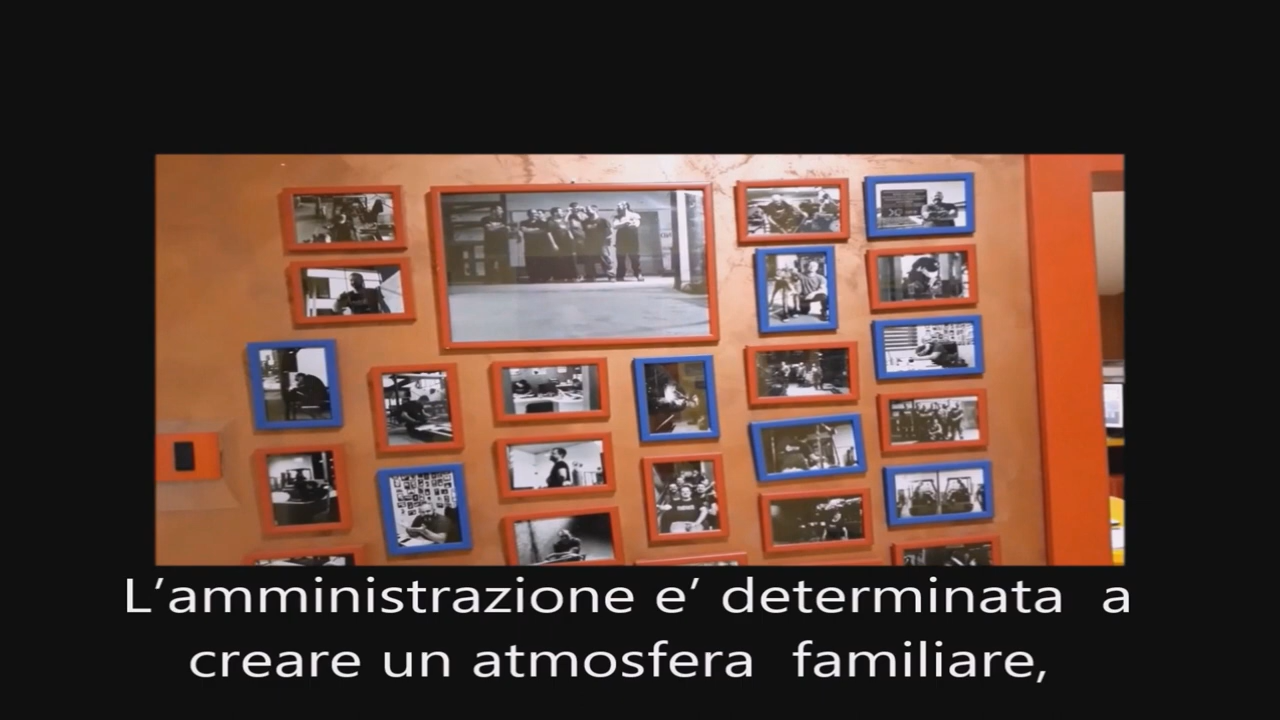 L’amministrazione e’ determinata a
creare un atmosfera familiare,